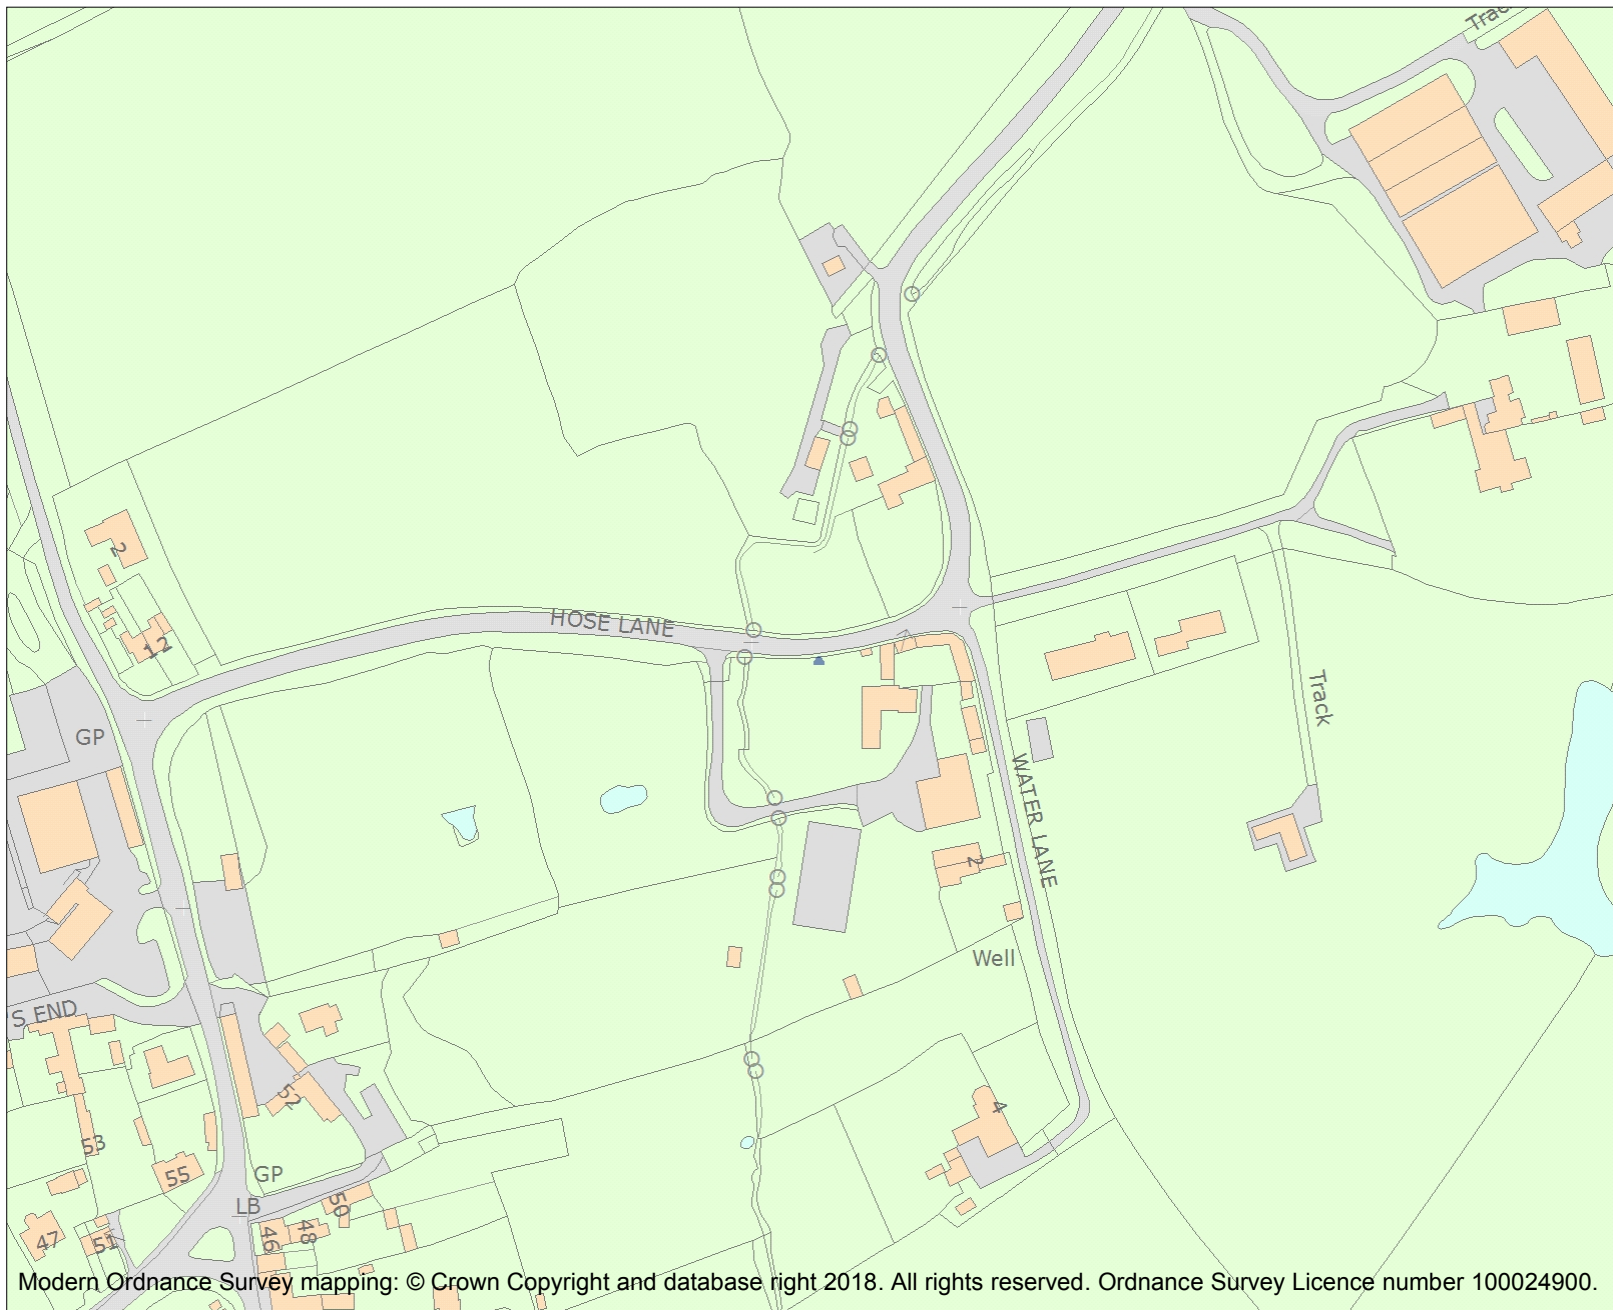 Trac
2
12
HOSE LANE
GP
Track
WATER LANE
2
Well
S END
52
4
53
55
GP
LB
50
46
48
47
51
Modern Ordnance Survey mapping: © Crown Copyright and database right 2018. All rights reserved. Ordnance Survey Licence number 100024900.